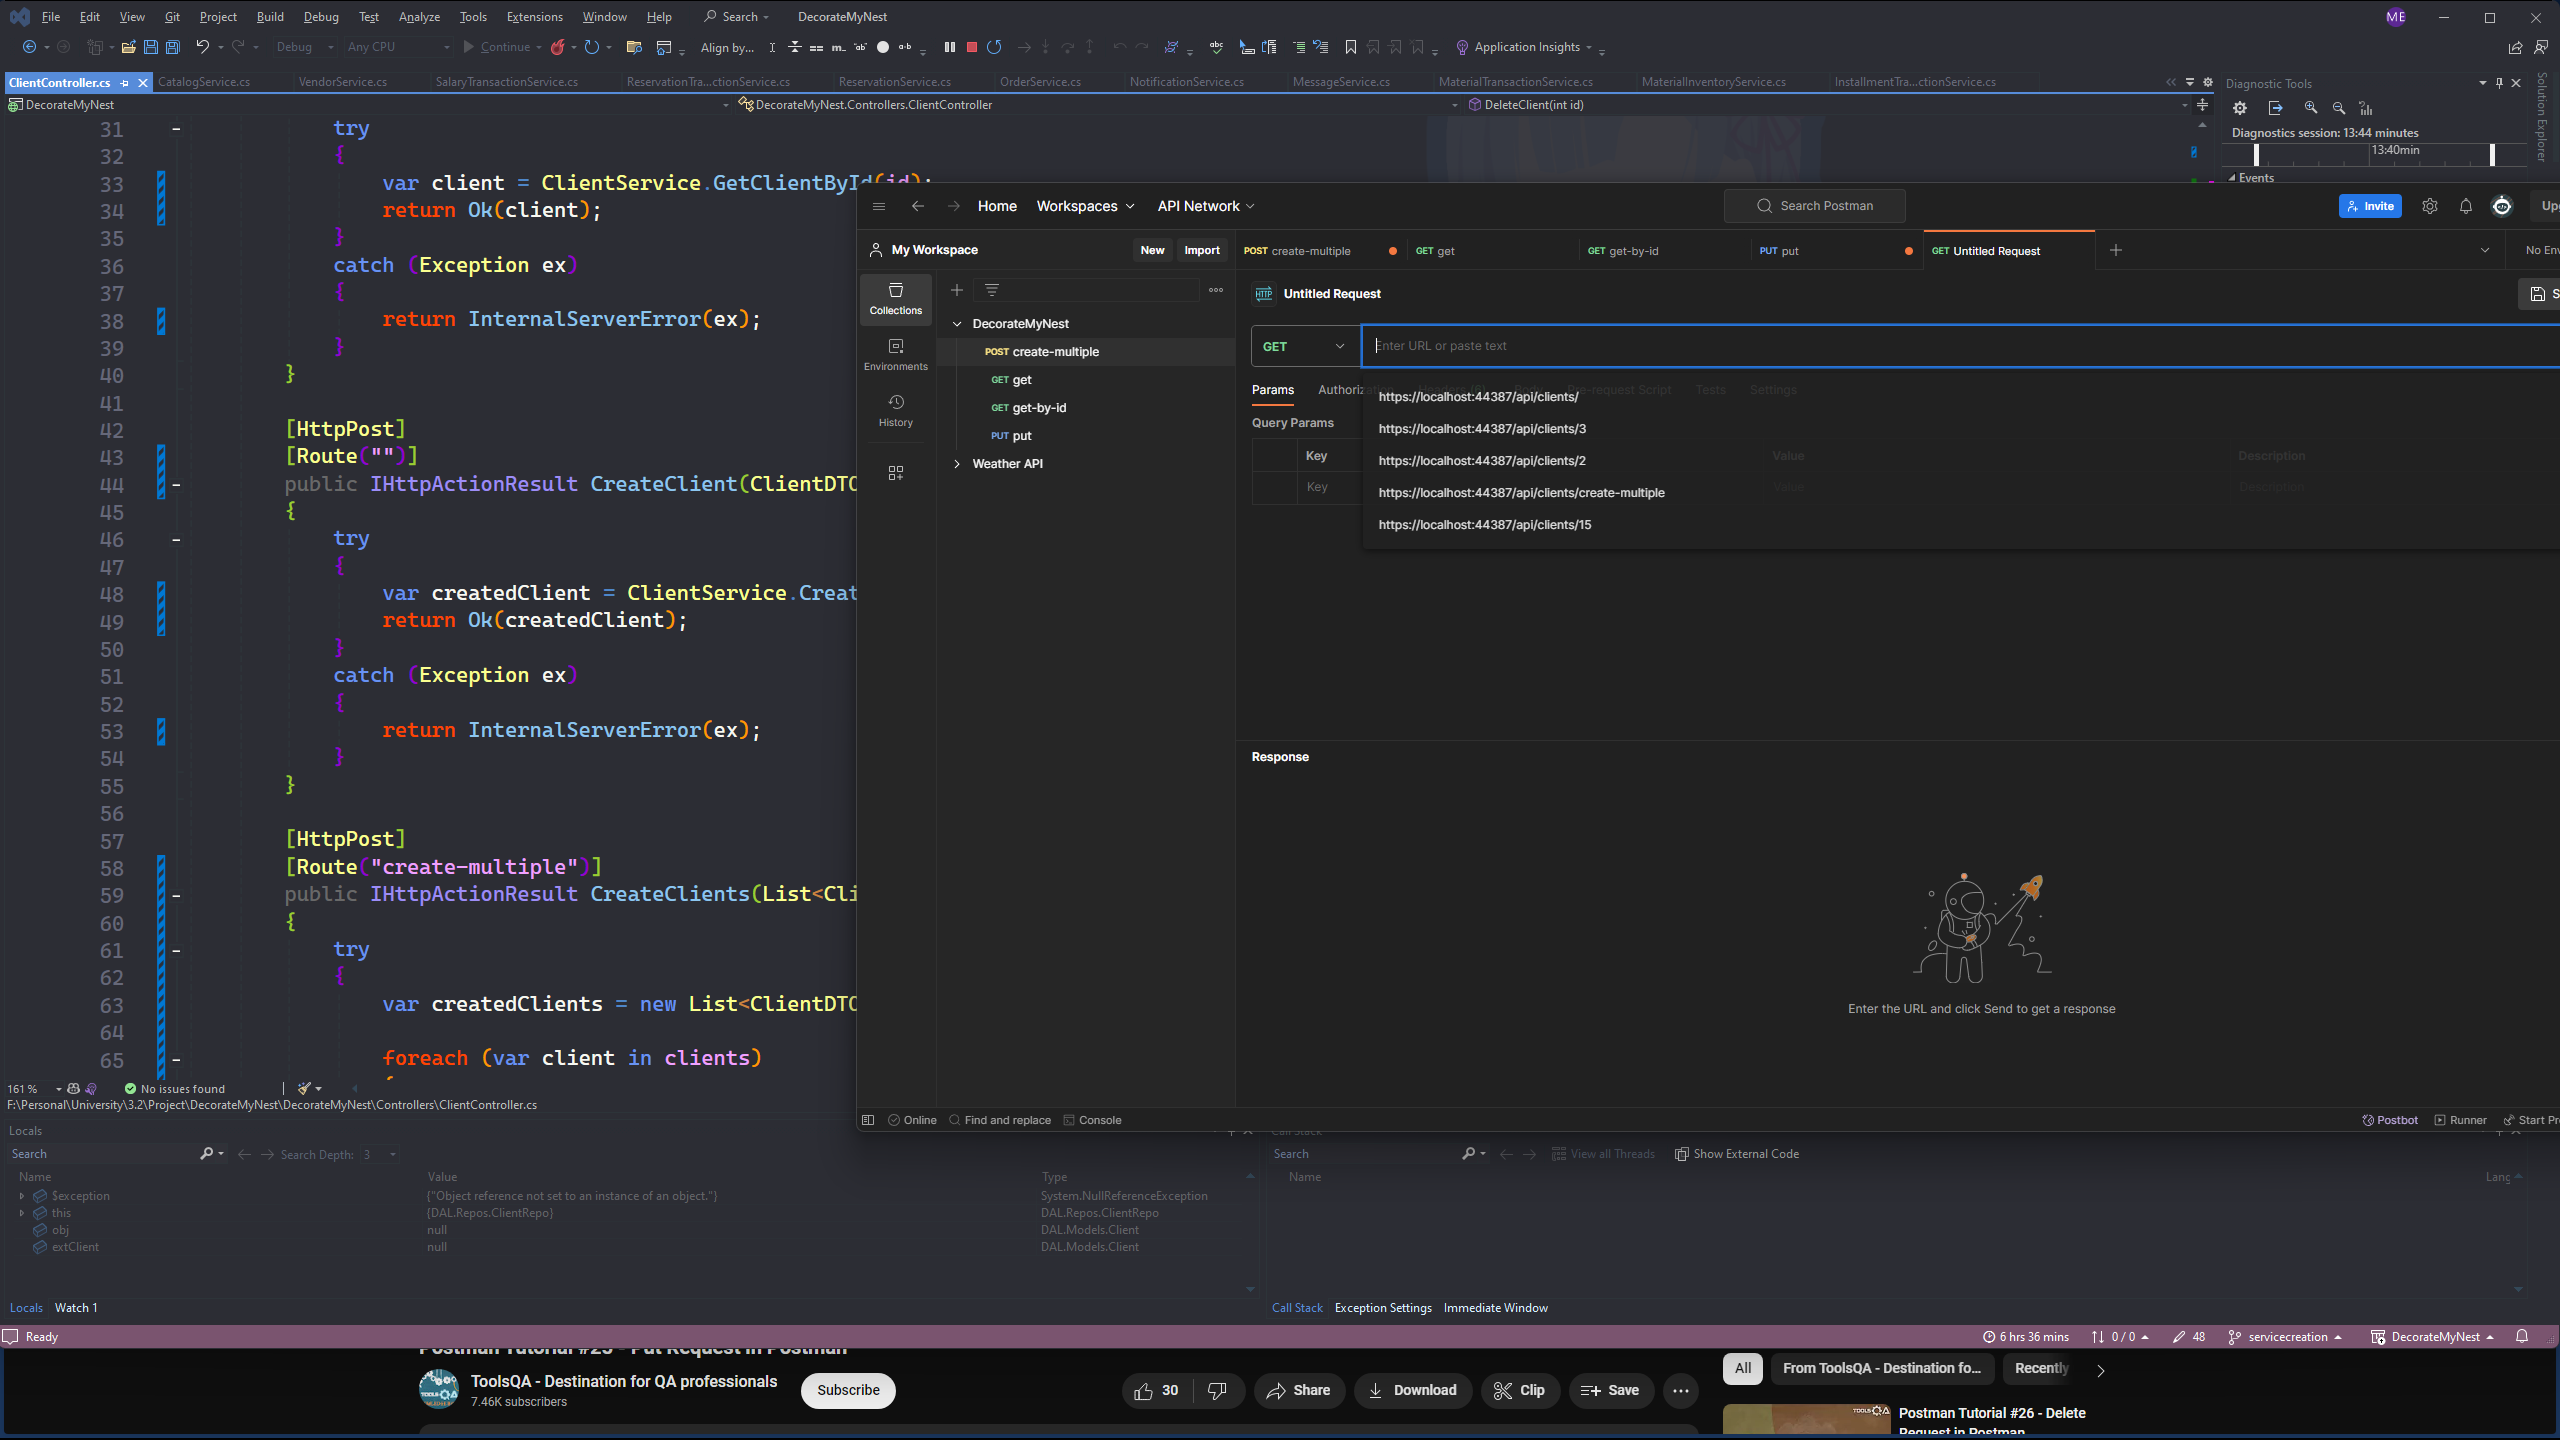 File Edit View Git Project Build Debug Test Analyze Tools Extensions Window Help Search DecorateMyNest ME
Debug Any CPU Continue Align by... Application Insights
ClientController.cs CatalogService.cs VendorService.cs SalaryTransactionService.cs ReservationTra...ctionService.cs ReservationService.cs OrderService.cs NotificationService.cs MessageService.cs MaterialTransactionService.cs MaterialInventoryService.cs InstallmentTra...ctionService.cs
DecorateMyNest DecorateMyNest.Controllers.ClientController DeleteClient(int id)
Diagnostic Tools
Diagnostics session: 13:44 minutes
13:40min
Events
Solution Explorer
31 try
32 {
33 var client = ClientService.GetClientById(id);
34 return Ok(client);
35 }
36 catch (Exception ex)
37 {
38 return InternalServerError(ex);
39 }
40 }
41
42 [HttpPost]
43 [Route("")]
44 public IHttpActionResult CreateClient(ClientDTO
45 {
46 try
47 {
48 var createdClient = ClientService.Creat
49 return Ok(createdClient);
50 }
51 catch (Exception ex)
52 {
53 return InternalServerError(ex);
54 }
55 }
56
57 [HttpPost]
58 [Route("create-multiple")]
59 public IHttpActionResult CreateClients(List<Cli
60 {
61 try
62 {
63 var createdClients = new List<ClientDTO
64
65 foreach (var client in clients)
161 % No issues found
F:\Personal\University\3.2\Project\DecorateMyNest\DecorateMyNest\Controllers\ClientController.cs
Home Workspaces API Network Search Postman Invite Upg
My Workspace New Import
POST create-multiple GET get GET get-by-id PUT put GET Untitled Request No Env
Collections
Environments
History
DecorateMyNest
POST create-multiple
GET get
GET get-by-id
PUT put
Weather API
HTTP Untitled Request S
GET Enter URL or paste text
Params Authorization Headers (6) Body Pre-request Script Tests Settings
https://localhost:44387/api/clients/
https://localhost:44387/api/clients/3
https://localhost:44387/api/clients/2
https://localhost:44387/api/clients/create-multiple
https://localhost:44387/api/clients/15
Query Params
Key Value Description
Key Value Description
Response
Enter the URL and click Send to get a response
Online Find and replace Console Postbot Runner Start Pr
Locals
Search Search Depth: 3
Name Value Type
$exception {"Object reference not set to an instance of an object."} System.NullReferenceException
this {DAL.Repos.ClientRepo} DAL.Repos.ClientRepo
obj null DAL.Models.Client
extClient null DAL.Models.Client
Locals Watch 1
Call Stack
Search View all Threads Show External Code
Name Lang
Call Stack Exception Settings Immediate Window
Ready 6 hrs 36 mins 0 / 0 48 servicecreation DecorateMyNest
Postman Tutorial #25 - Put Request in Postman
TOOLS QA
ToolsQA - Destination for QA professionals
7.46K subscribers
Subscribe
30 Share Download Clip Save
All From ToolsQA - Destination fo... Recently
TOOLSQA
Postman Tutorial #26 - Delete
Request in Postman